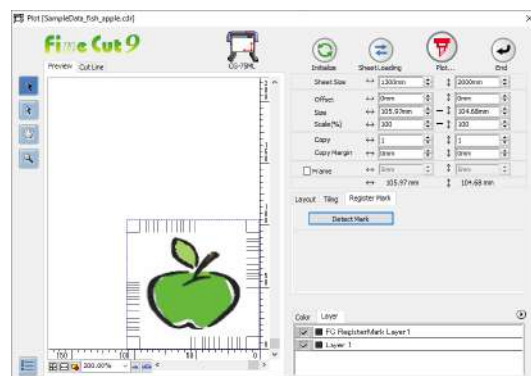 Plot [SampleData_fish_apple.cdr]
Fine Cut 9
CG-75ML
Initialize
Sheet Loading
Plot...
End
Preview
Cut Line
Sheet Size
1200mm
2000mm
Offset
0mm
0mm
Size
105.97mm
104.68mm
Scale(%)
100
100
Copy
1
1
Copy Margin
0mm
0mm
Frame
105.97 mm
104.68 mm
Layout
Tiling
Register Mark
Detect Mark
Color
Layer
FC RegisterMark Layer1
Layer 1
150
100
50
0
200.00%